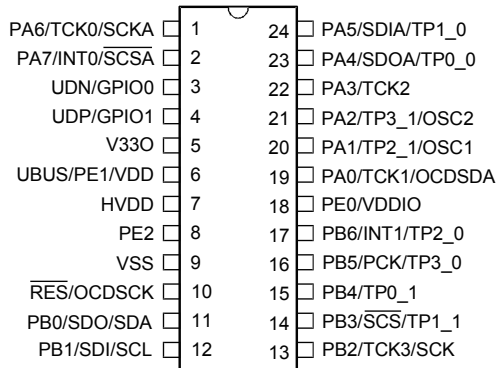 PA6/TCK0/SCKA 1 24 PA5/SDIA/TP1_0
PA7/INT0/SCSA 2 23 PA4/SDOA/TP0_0
UDN/GPIO0 3 22 PA3/TCK2
UDP/GPIO1 4 21 PA2/TP3_1/OSC2
V33O 5 20 PA1/TP2_1/OSC1
UBUS/PE1/VDD 6 19 PA0/TCK1/OCDSDA
HVDD 7 18 PE0/VDDIO
PE2 8 17 PB6/INT1/TP2_0
VSS 9 16 PB5/PCK/TP3_0
RES/OCDSCK 10 15 PB4/TP0_1
PB0/SDO/SDA 11 14 PB3/SCS/TP1_1
PB1/SDI/SCL 12 13 PB2/TCK3/SCK